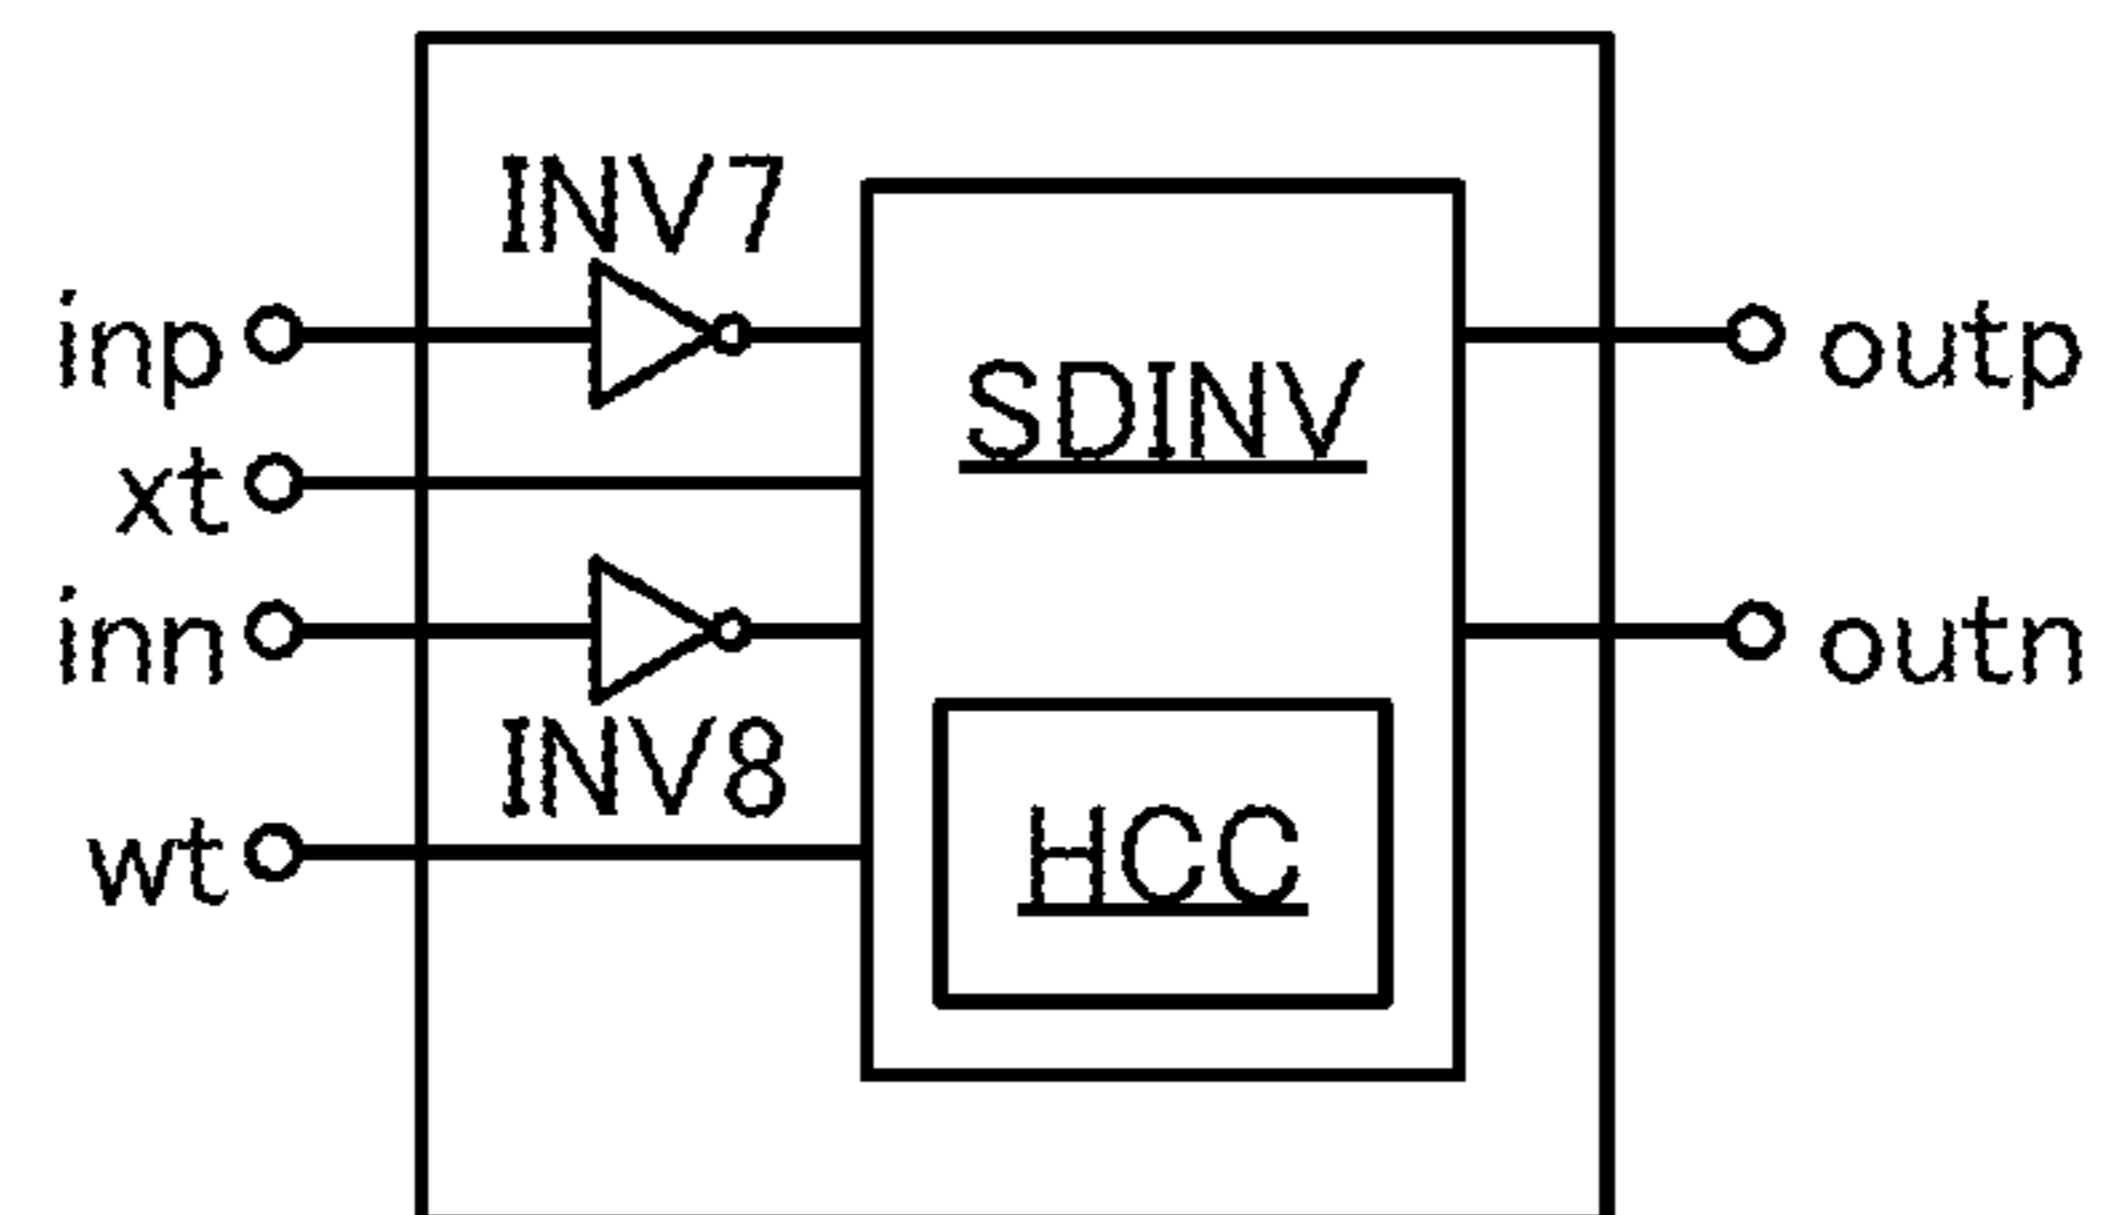 INV7
inp
outp
SDINV
xt
inn
outn
INV8
HCC
wt